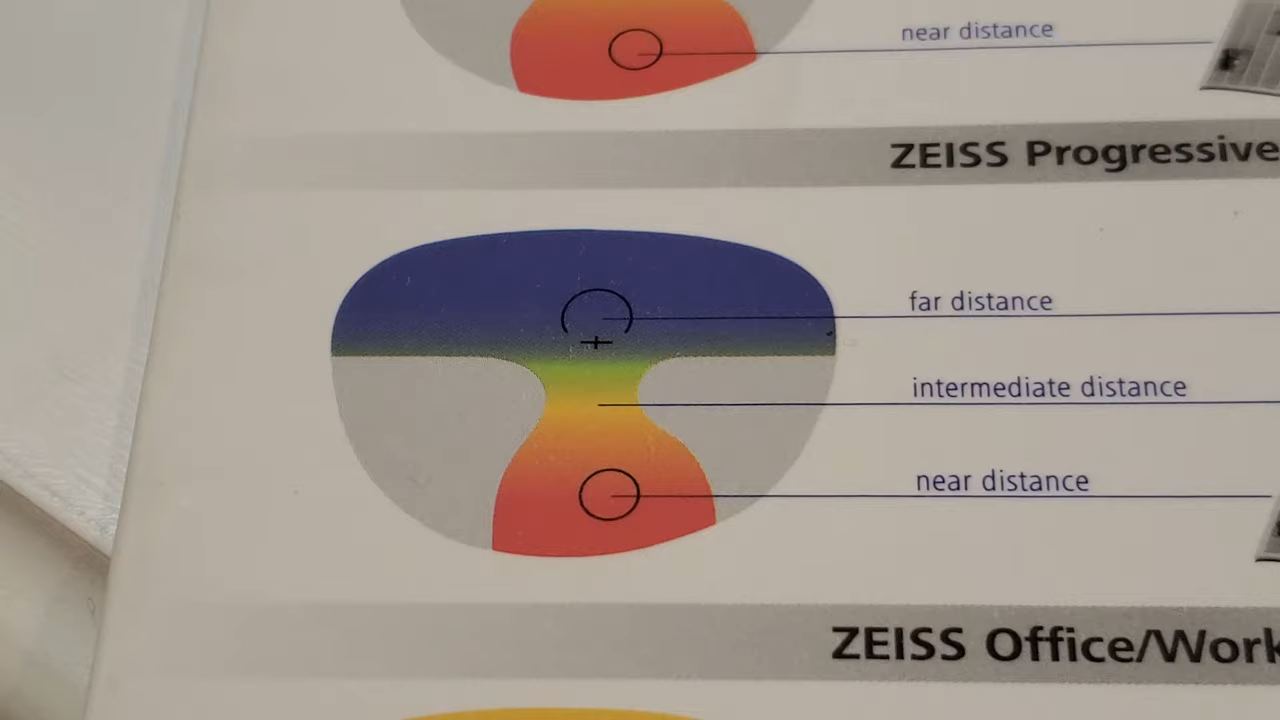 near distance
ZEISS Progressive
far distance
intermediate distance
near distance
ZEISS Office/Work